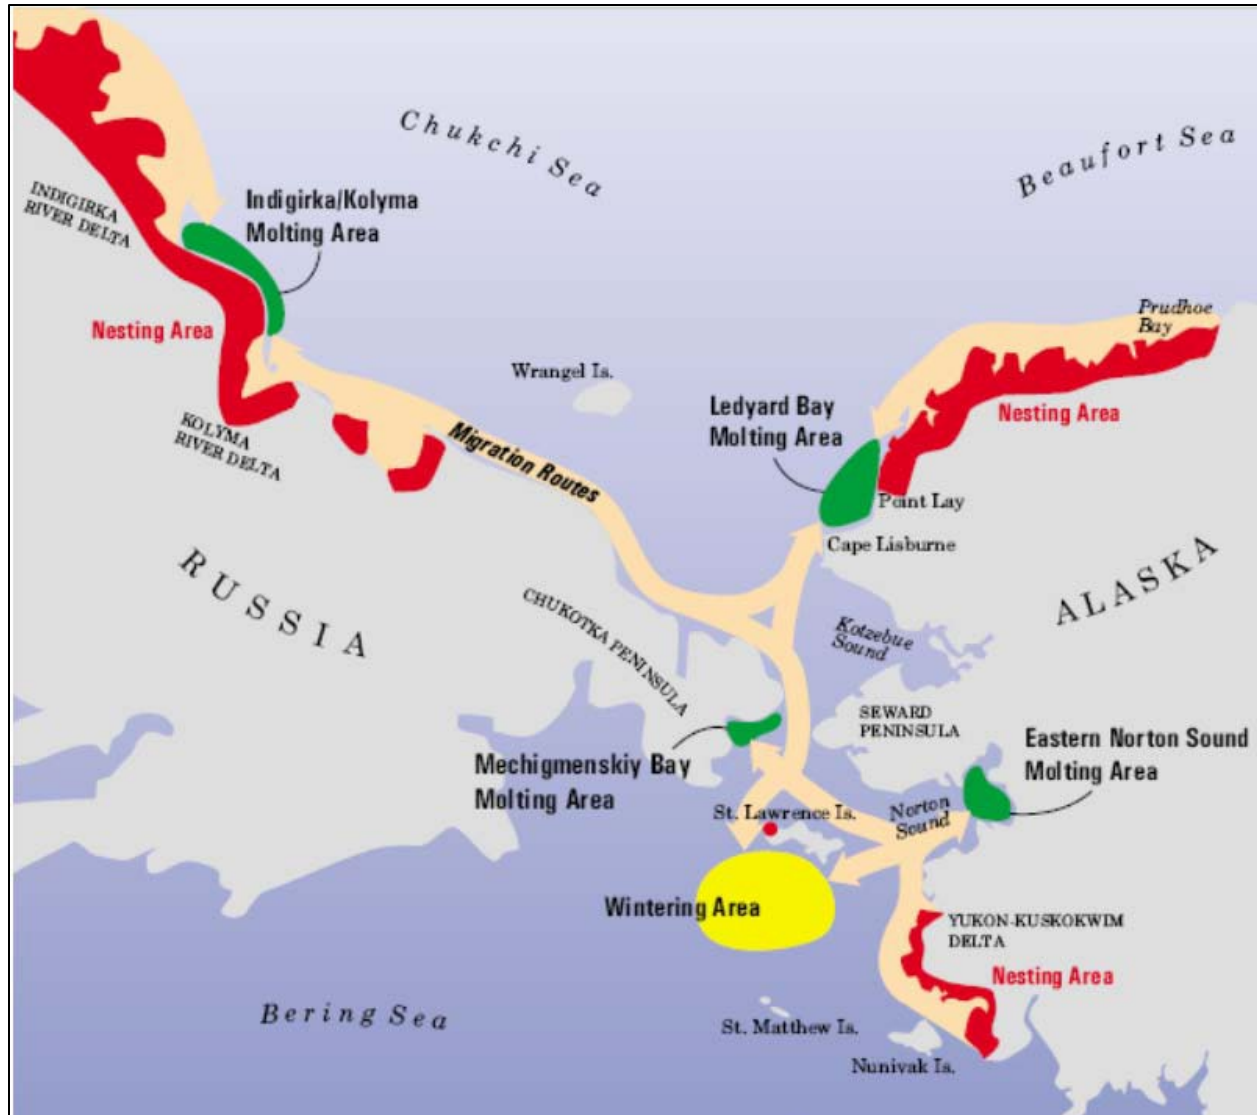 Chukchi Sea
Beaufort Sea
INDIGIRKA
RIVER DELTA
Indigirka/Kolyma
Molting Area
Nesting Area
Prudhoe
Bay
Wrangel Is.
Ledyard Bay
Molting Area
Nesting Area
KOLYMA
RIVER DELTA
Migration Routes
Point Lay
Cape Lisburne
RUSSIA
ALASKA
CHUKOTKA PENINSULA
Kotzebue
Sound
SEWARD
PENINSULA
Mechigmenskiy Bay
Molting Area
Eastern Norton Sound
Molting Area
St. Lawrence Is.
Norton
Sound
Wintering Area
YUKON-KUSKOKWIM
DELTA
Nesting Area
Bering Sea
St. Matthew Is.
Nunivak Is.